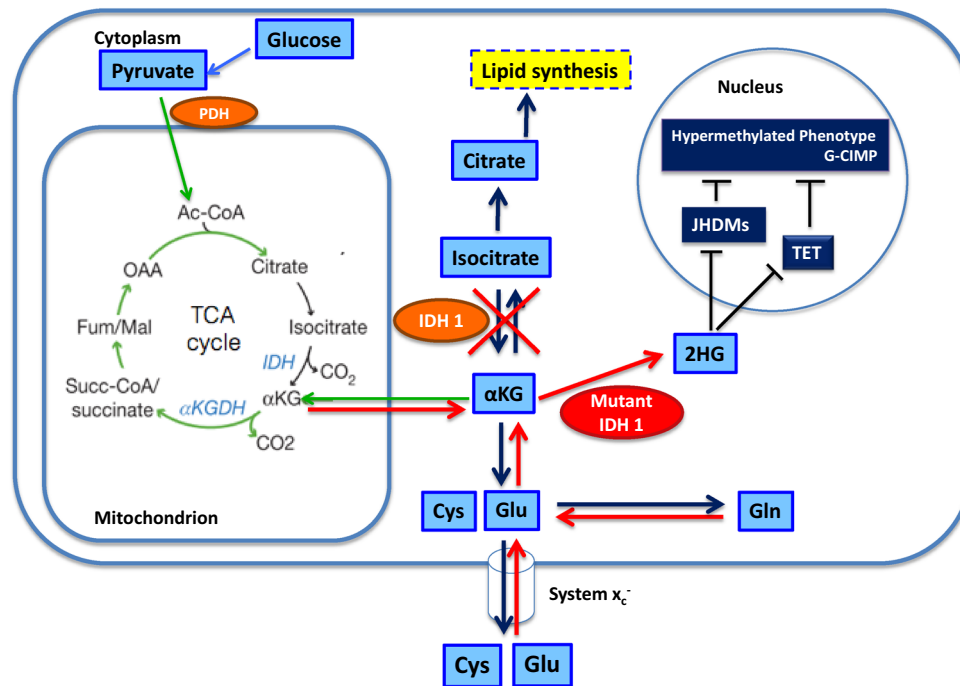 Cytoplasm
Glucose
Pyruvate
PDH
Lipid synthesis
Nucleus
Hypermethylated Phenotype
G-CIMP
Citrate
JHDMs
TET
Ac-CoA
Isocitrate
OAA
Citrate
TCA
cycle
Fum/Mal
Isocitrate
IDH 1
IDH
CO2
2HG
Succ-CoA/
succinate
αKGDH
αKG
αKG
Mutant
IDH 1
CO2
Cys
Glu
Gln
Mitochondrion
System xc-
Cys
Glu